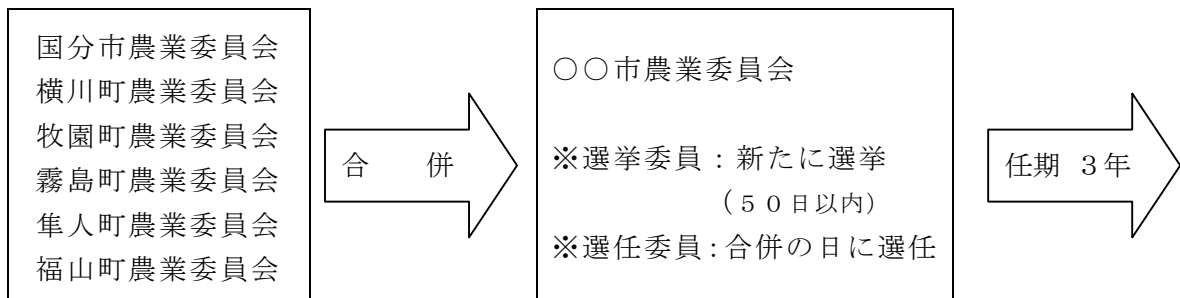 国分市農業委員会
横川町農業委員会
牧園町農業委員会
霧島町農業委員会
隼人町農業委員会
福山町農業委員会
合　併
○○市農業委員会
※選挙委員：新たに選挙
（５０日以内）
※選任委員：合併の日に選任
任期　３年